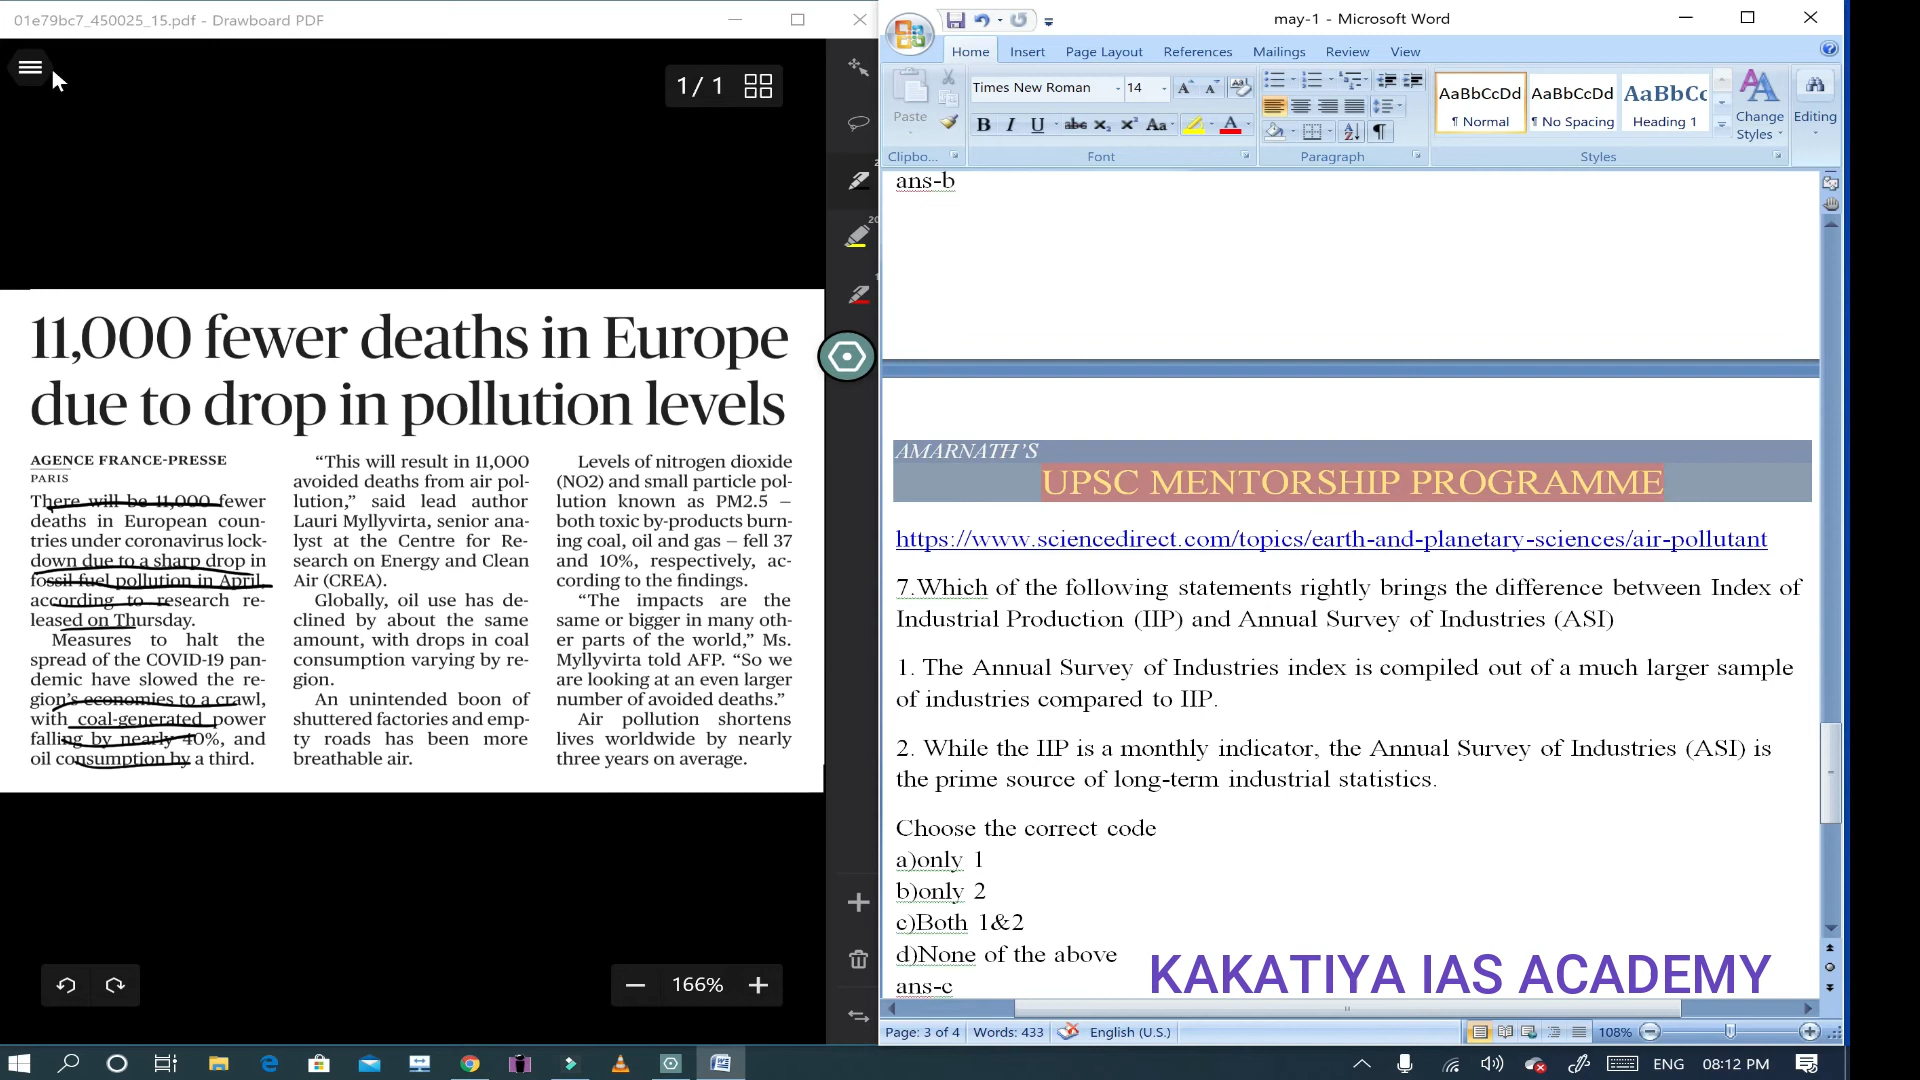 01e79bc7_450025_15.pdf - Drawboard PDF
1 / 1
11,000 fewer deaths in Europe
due to drop in pollution levels
AGENCE FRANCE-PRESSE
PARIS
There will be 11,000 fewer
deaths in European coun-
tries under coronavirus lock-
down due to a sharp drop in
fossil fuel pollution in April,
according to research re-
leased on Thursday.
Measures to halt the
spread of the COVID-19 pan-
demic have slowed the re-
gion's economies to a crawl,
with coal-generated power
falling by nearly 40%, and
oil consumption by a third.
"This will result in 11,000
avoided deaths from air pol-
lution," said lead author
Lauri Myllyvirta, senior ana-
lyst at the Centre for Re-
search on Energy and Clean
Air (CREA).
Globally, oil use has de-
clined by about the same
amount, with drops in coal
consumption varying by re-
gion.
An unintended boon of
shuttered factories and emp-
ty roads has been more
breathable air.
Levels of nitrogen dioxide
(NO2) and small particle pol-
lution known as PM2.5 —
both toxic by-products burn-
ing coal, oil and gas — fell 37
and 10%, respectively, ac-
cording to the findings.
"The impacts are the
same or bigger in many oth-
er parts of the world," Ms.
Myllyvirta told AFP. "So we
are looking at an even larger
number of avoided deaths."
Air pollution shortens
lives worldwide by nearly
three years on average.
166%
may-1 - Microsoft Word
Home Insert Page Layout References Mailings Review View
Paste
Clipbo...
Times New Roman 14
B I U abc X₂ X² Aa A
Font
Paragraph
AaBbCcDd AaBbCcDd AaBbCc
¶ Normal ¶ No Spacing Heading 1
Change
Styles
Editing
Styles
ans-b
AMARNATH'S
UPSC MENTORSHIP PROGRAMME
https://www.sciencedirect.com/topics/earth-and-planetary-sciences/air-pollutant
7.Which of the following statements rightly brings the difference between Index of
Industrial Production (IIP) and Annual Survey of Industries (ASI)
1. The Annual Survey of Industries index is compiled out of a much larger sample
of industries compared to IIP.
2. While the IIP is a monthly indicator, the Annual Survey of Industries (ASI) is
the prime source of long-term industrial statistics.
Choose the correct code
a)only 1
b)only 2
c)Both 1&2
d)None of the above
ans-c
KAKATIYA IAS ACADEMY
Page: 3 of 4 Words: 433 English (U.S.) 108%
ENG 08:12 PM